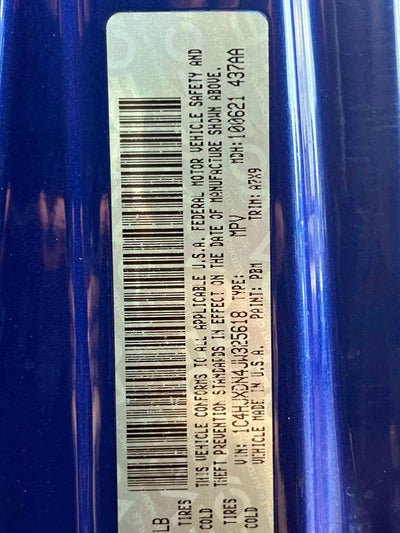 LB
TIRES
COLD
TIRES
COLD
THIS VEHICLE CONFORMS TO ALL APPLICABLE U.S.A. FEDERAL MOTOR VEHICLE SAFETY AND
THEFT PREVENTION STANDARDS IN EFFECT ON THE DATE OF MANUFACTURE SHOWN ABOVE.
VIN: 1C4HJXDN4JW325618 TYPE: MPV MDH: 100621 437AA
VEHICLE MADE IN U.S.A. PAINT: PBM TRIM: A7X9